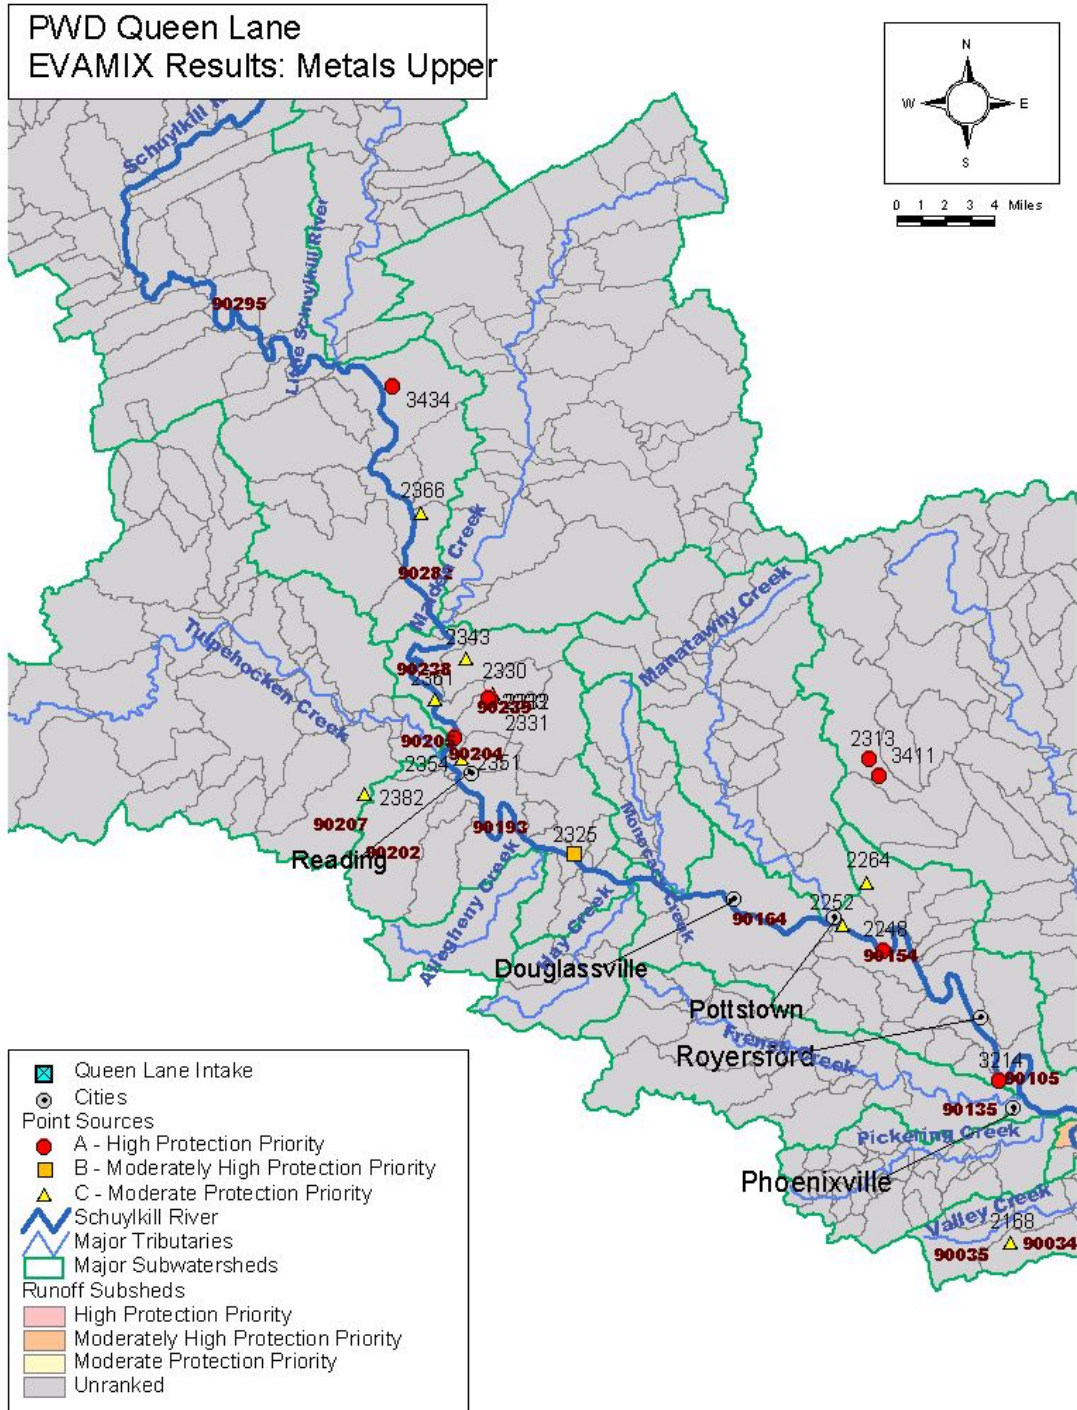 PWD Queen Lane
EVAMIX Results: Metals Upper
N
W
E
S
0 1 2 3 4 Miles
Schuylkill
Little Schuylkill River
90295
3434
2366
90282
Maiden Creek
2343
90238
2361
2330
90239
2331
90205
90204
2354
2351
2382
90207
90202
Reading
Tulpehocken Creek
Manatawny Creek
2313
3411
90193
2325
Monocacy Creek
2264
2252
2248
90164
90154
Allegheny Creek
Hay Creek
Douglassville
Pottstown
French Creek
Royersford
3214
90105
90135
Pickering Creek
Phoenixville
Valley Creek
2168
90035
90034
Queen Lane Intake
Cities
Point Sources
A - High Protection Priority
B - Moderately High Protection Priority
C - Moderate Protection Priority
Schuylkill River
Major Tributaries
Major Subwatersheds
Runoff Subsheds
High Protection Priority
Moderately High Protection Priority
Moderate Protection Priority
Unranked